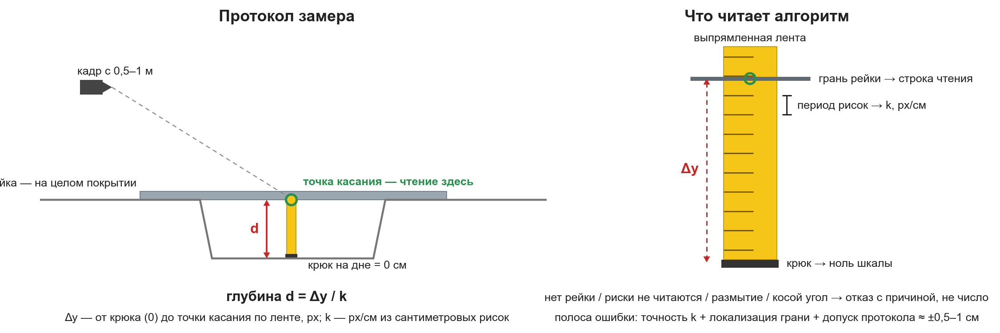 Протокол замера
кадр с 0,5–1 м
йка — на целом покрытии
точка касания — чтение здесь
d
крюк на дне = 0 см
глубина d = Δy / k
Δy — от крюка (0) до точки касания по ленте, px; k — px/см из сантиметровых рисок
Что читает алгоритм
выпрямленная лента
грань рейки → строка чтения
период рисок → k, px/см
Δy
крюк → ноль шкалы
нет рейки / риски не читаются / размытие / косой угол → отказ с причиной, не число
полоса ошибки: точность k + локализация грани + допуск протокола ≈ ±0,5–1 см